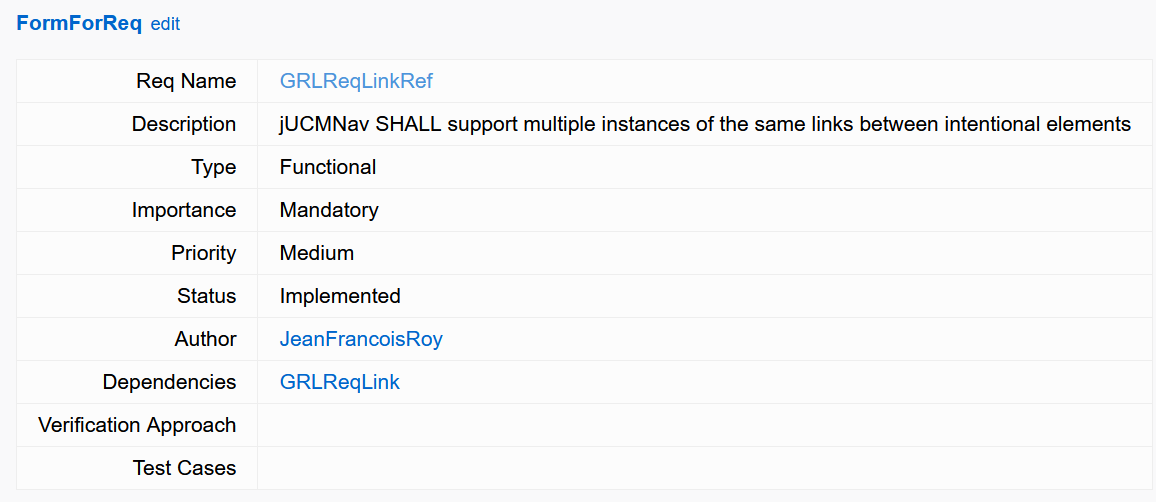 FormForReq edit
Req Name GRLReqLinkRef
Description jUCMNav SHALL support multiple instances of the same links between intentional elements
Type Functional
Importance Mandatory
Priority Medium
Status Implemented
Author JeanFrancoisRoy
Dependencies GRLReqLink
Verification Approach
Test Cases